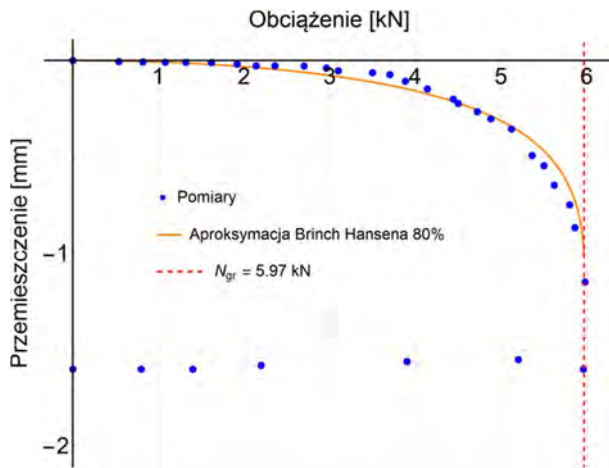 Obciążenie [kN]
1 2 3 4 5 6
Przemieszczenie [mm]
−1
−2
Pomiary
Aproksymacja Brinch Hansena 80%
Ngr = 5.97 kN